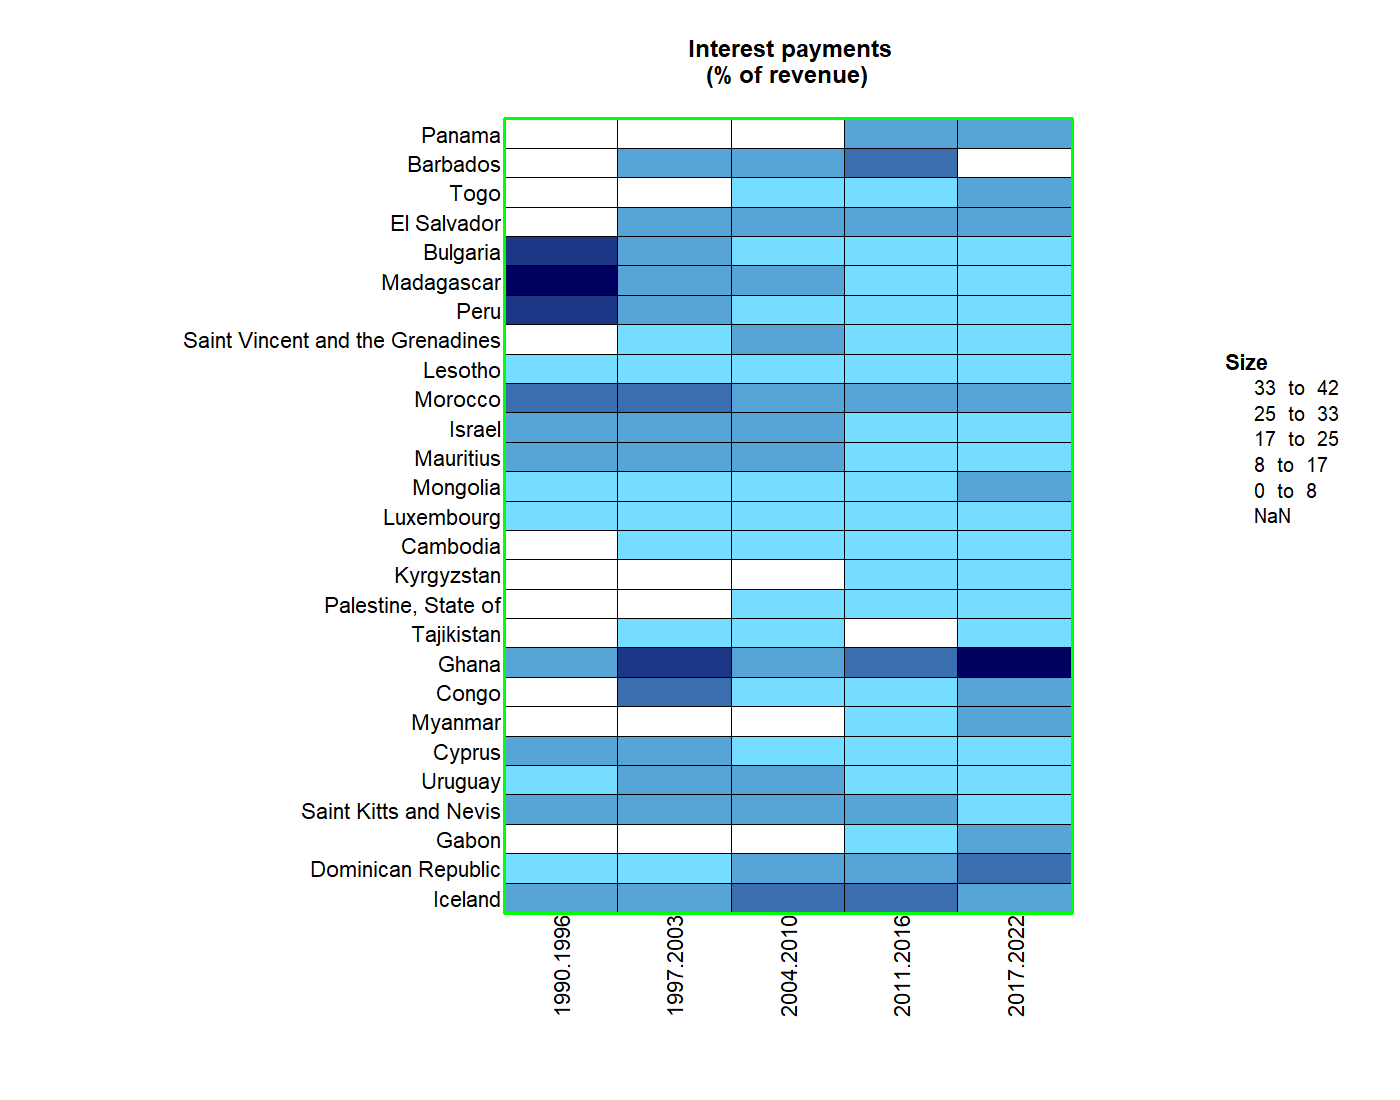 Interest payments
(% of revenue)
Panama
Barbados
Togo
El Salvador
Bulgaria
Madagascar
Peru
Saint Vincent and the Grenadines
Lesotho
Morocco
Israel
Mauritius
Mongolia
Luxembourg
Cambodia
Kyrgyzstan
Palestine, State of
Tajikistan
Ghana
Congo
Myanmar
Cyprus
Uruguay
Saint Kitts and Nevis
Gabon
Dominican Republic
Iceland
1990.1996
1997.2003
2004.2010
2011.2016
2017.2022
Size
33 to 42
25 to 33
17 to 25
8 to 17
0 to 8
NaN